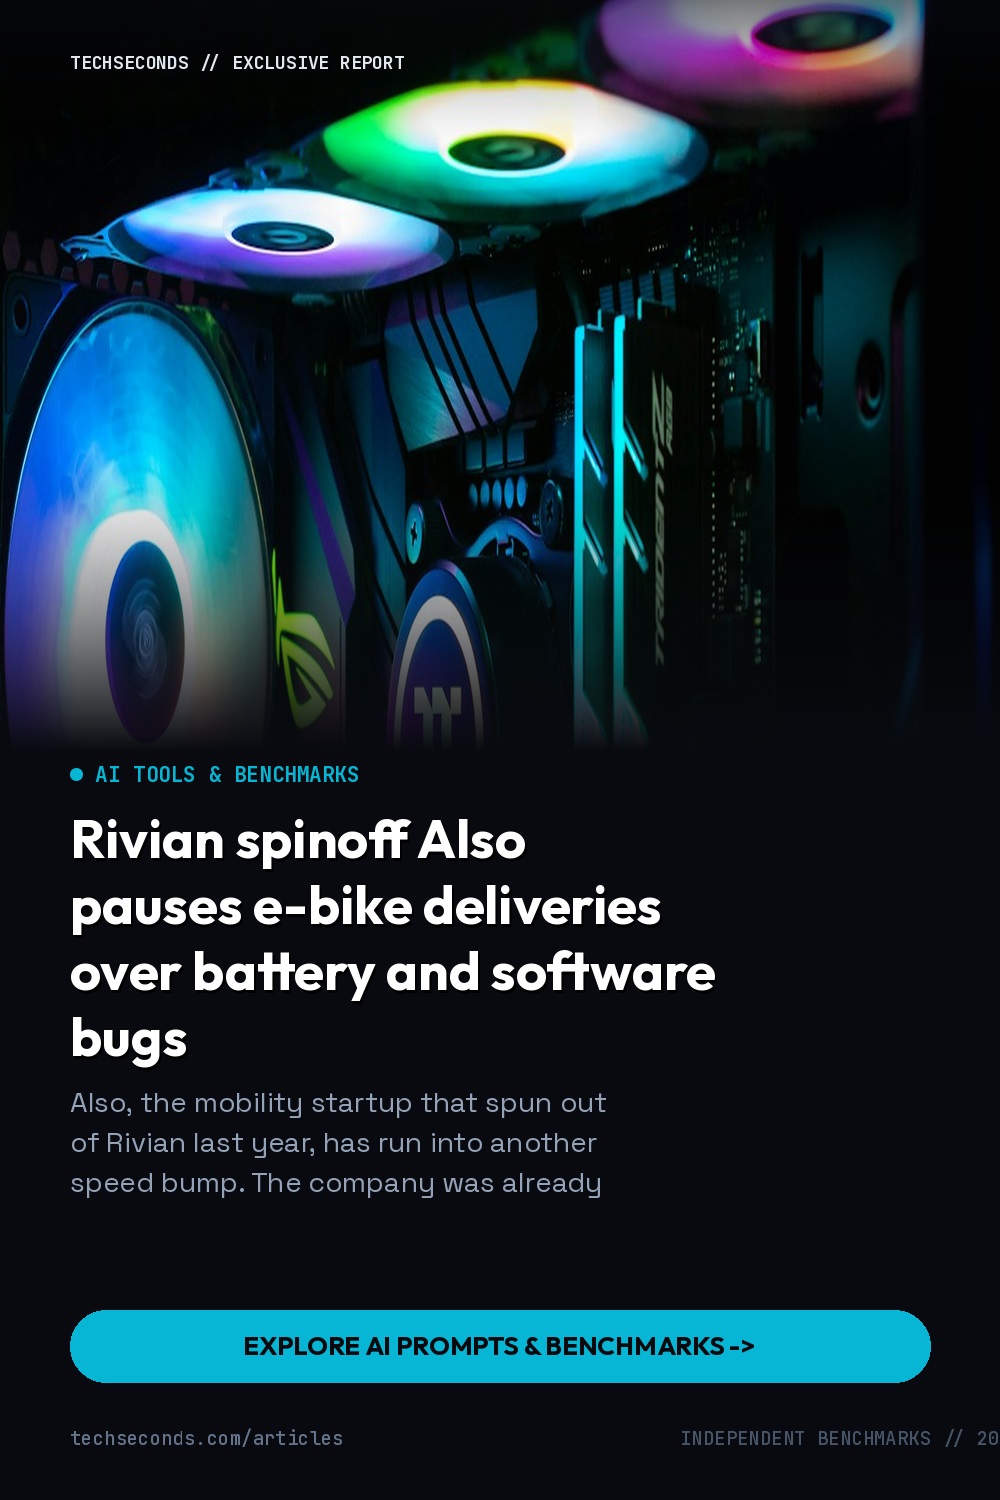 TECHSECONDS // EXCLUSIVE REPORT
TRIDENT Z RGB
AI TOOLS & BENCHMARKS
Rivian spinoff Also
pauses e-bike deliveries
over battery and software
bugs
Also, the mobility startup that spun out
of Rivian last year, has run into another
speed bump. The company was already
EXPLORE AI PROMPTS & BENCHMARKS ->
techseconds.com/articles
INDEPENDENT BENCHMARKS // 20